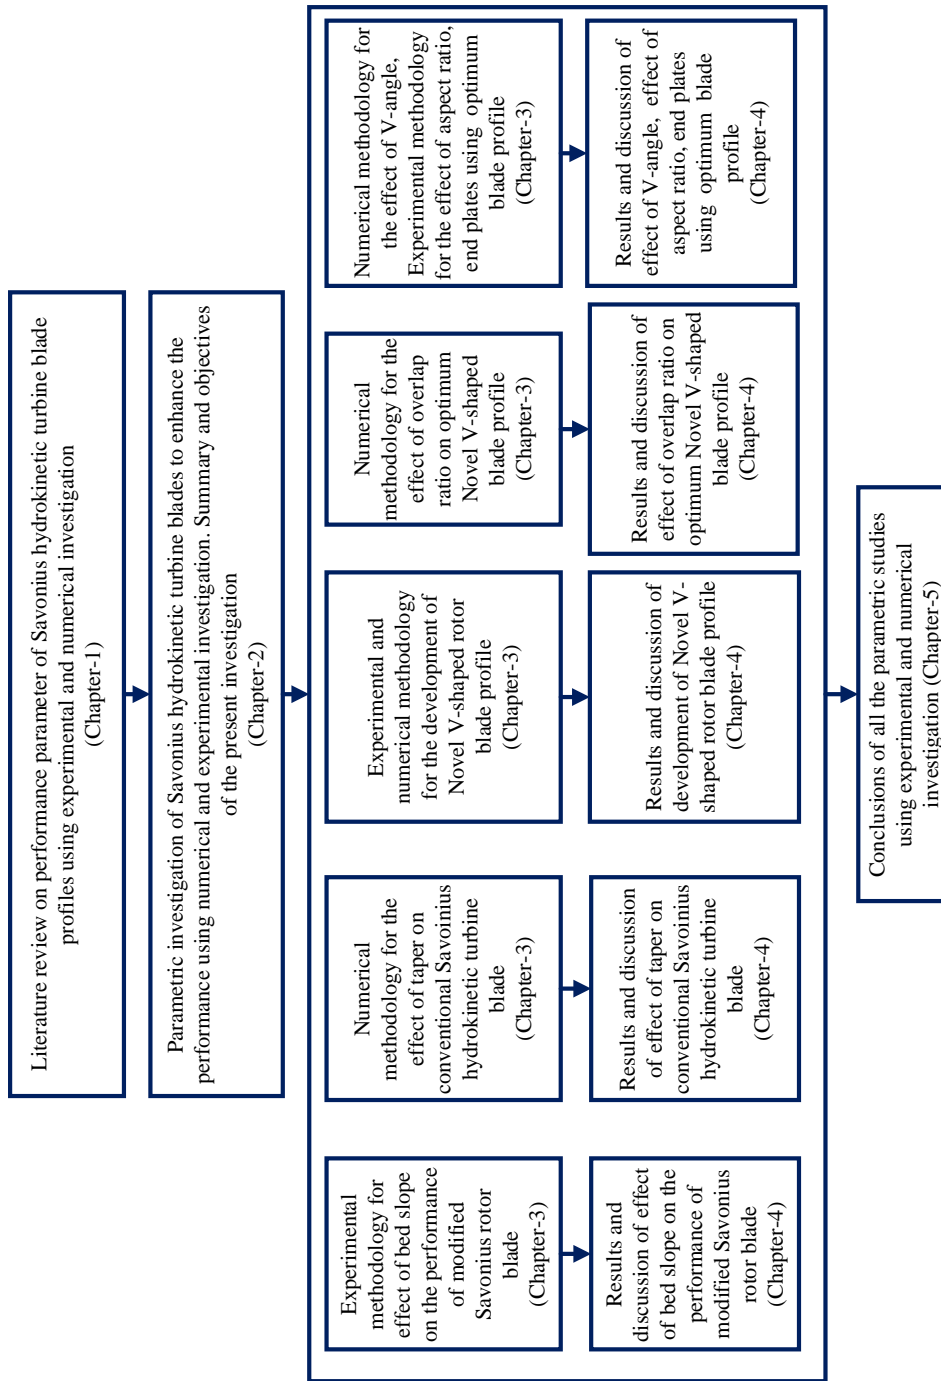 Literature review on performance parameter of Savonius hydrokinetic turbine blade
profiles using experimental and numerical investigation
(Chapter-1)
Parametric investigation of Savonius hydrokinetic turbine blades to enhance the
performance using numerical and experimental investigation. Summary and objectives
of the present investigation
(Chapter-2)
Experimental
methodology for
effect of bed slope
on the performance
of modified
Savonius rotor
blade
(Chapter-3)
Numerical
methodology for the
effect of taper on
conventional Savonius
hydrokinetic turbine
blade
(Chapter-3)
Experimental and
numerical methodology
for the development of
Novel V-shaped rotor
blade profile
(Chapter-3)
Numerical
methodology for the
effect of overlap
ratio on optimum
Novel V-shaped
blade profile
(Chapter-3)
Numerical methodology for
the effect of V-angle,
Experimental methodology
for the effect of aspect ratio,
end plates using optimum
blade profile
(Chapter-3)
Results and
discussion of effect
of bed slope on the
performance of
modified Savonius
rotor blade
(Chapter-4)
Results and discussion
of effect of taper on
conventional Savoinius
hydrokinetic turbine
blade
(Chapter-4)
Results and discussion of
development of Novel V-
shaped rotor blade profile
(Chapter-4)
Results and discussion of
effect of overlap ratio on
optimum Novel V-shaped
blade profile
(Chapter-4)
Results and discussion of
effect of V-angle, effect of
aspect ratio, end plates
using optimum blade
profile
(Chapter-4)
Conclusions of all the parametric studies
using experimental and numerical
investigation (Chapter-5)